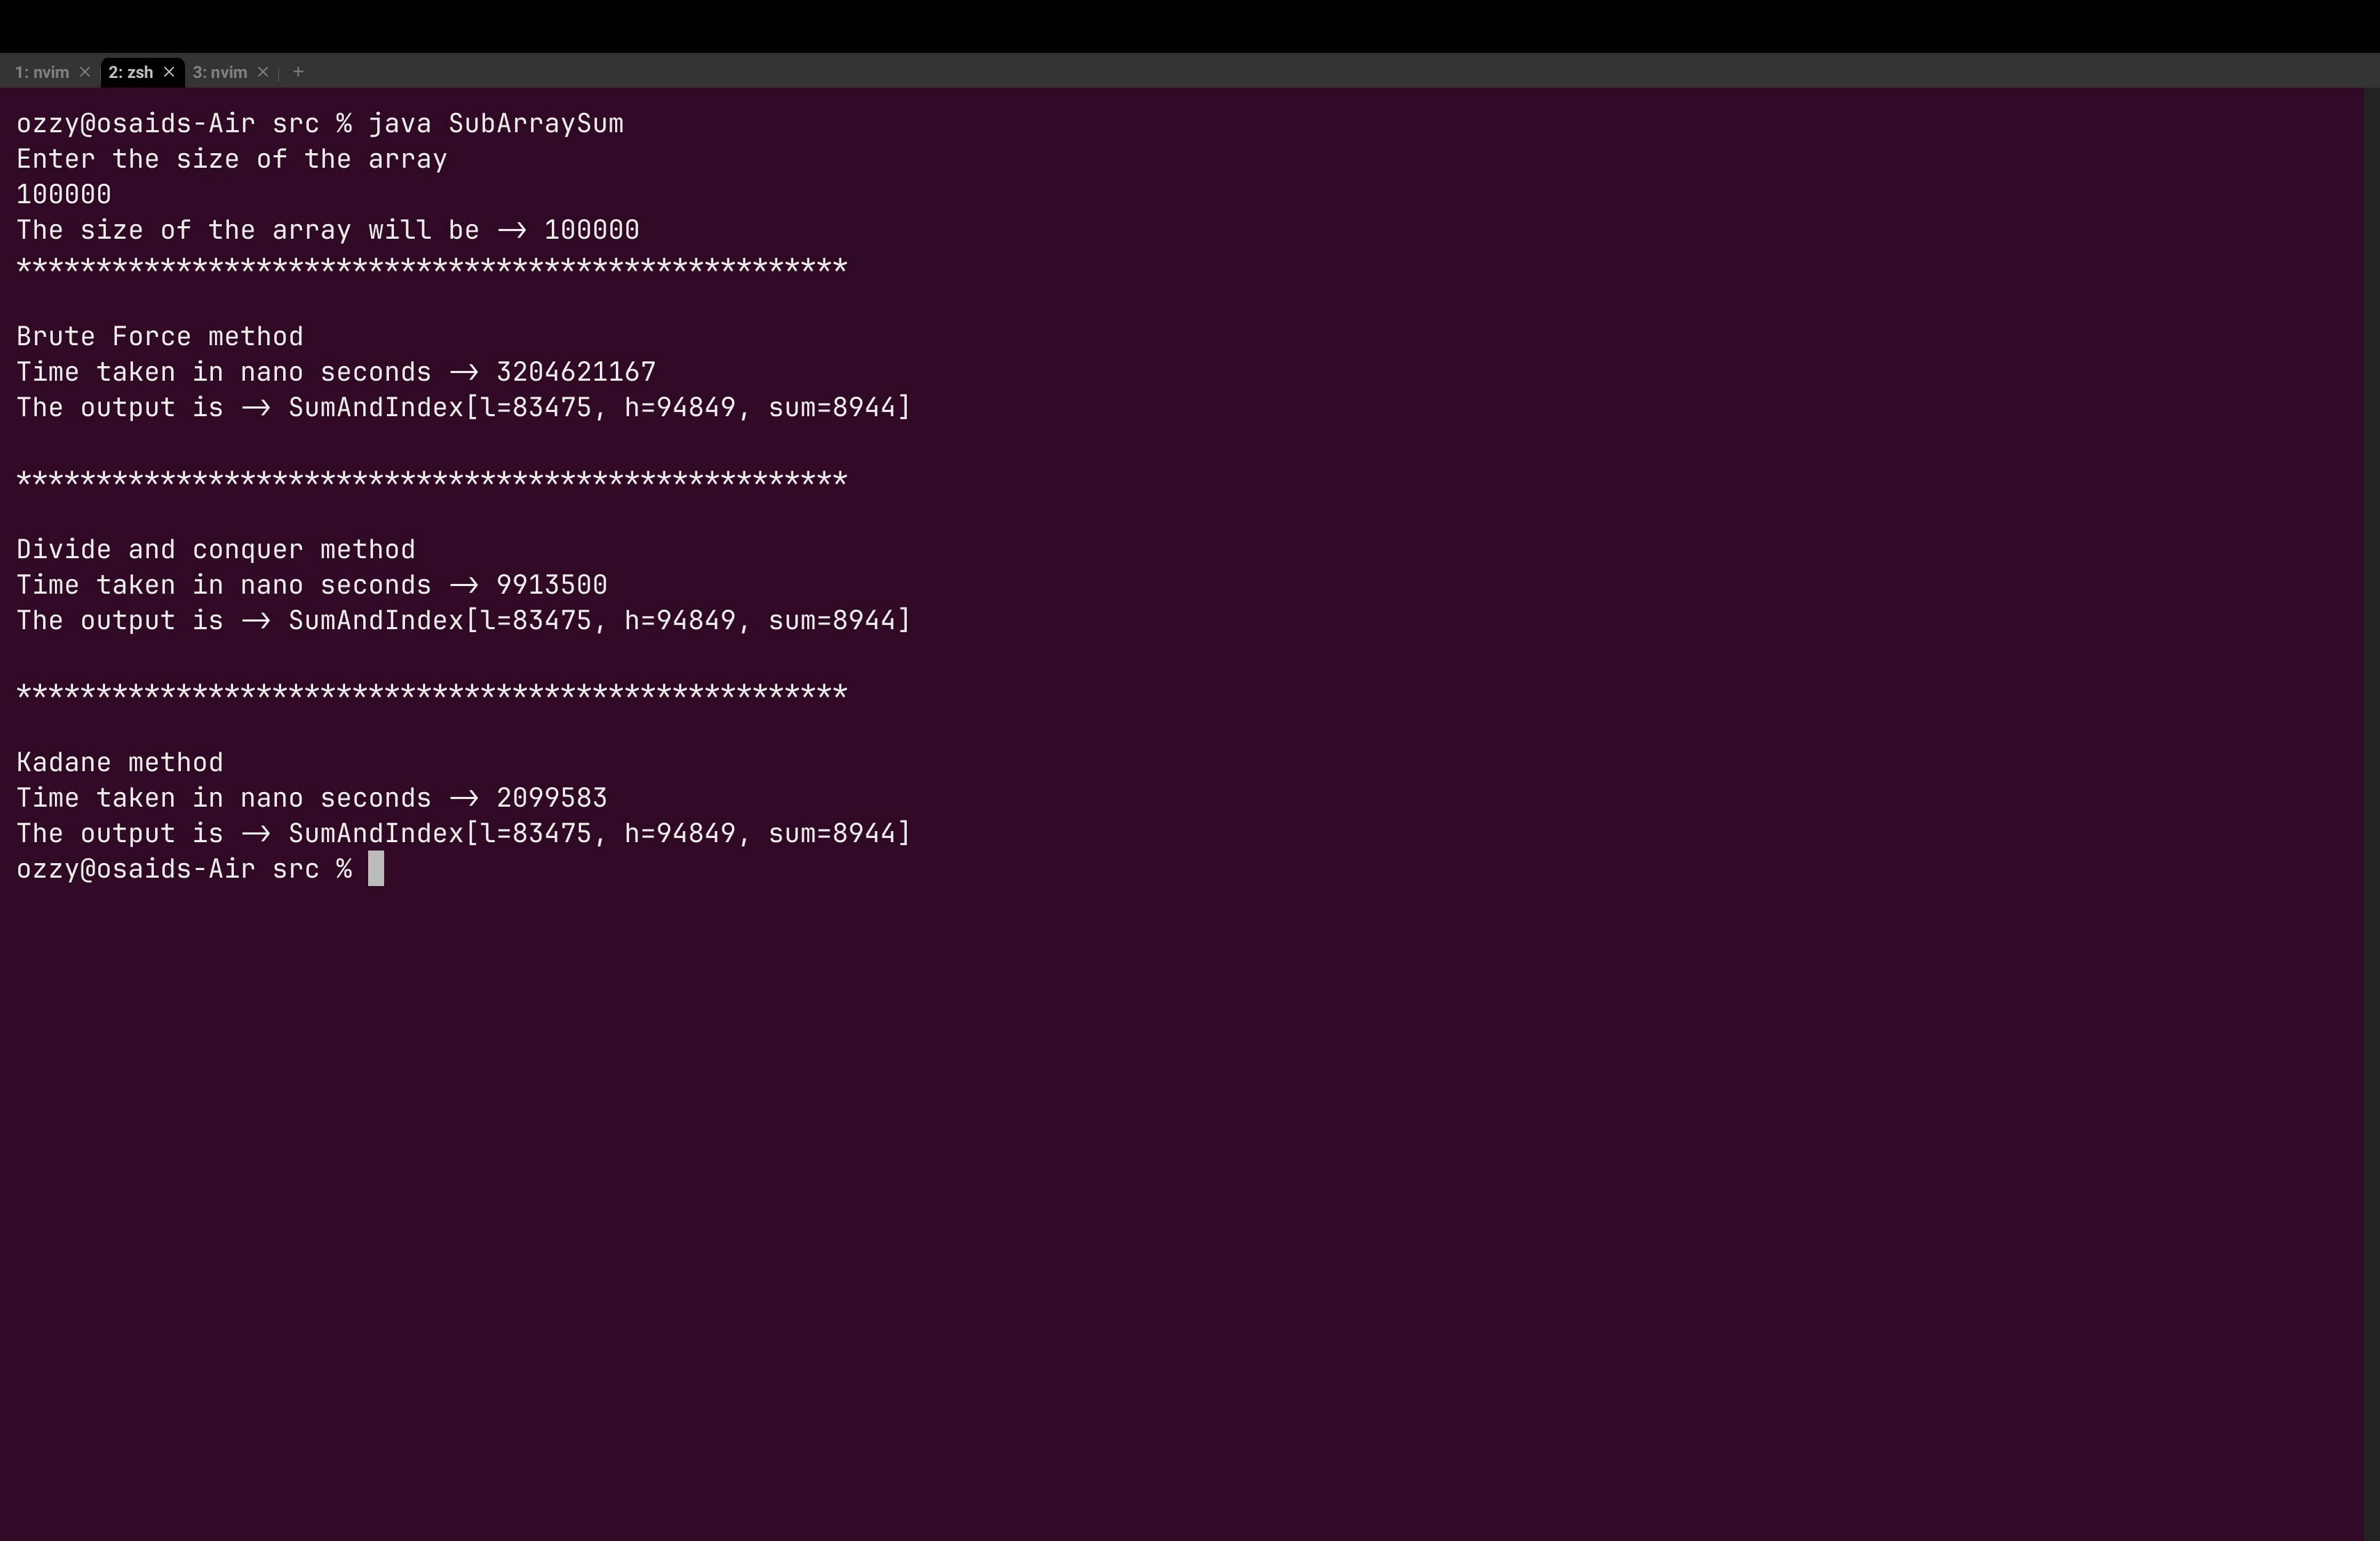 1: nvim × 2: zsh × 3: nvim × +
ozzy@osaids-Air src % java SubArraySum
Enter the size of the array
100000
The size of the array will be -> 100000
****************************************************

Brute Force method
Time taken in nano seconds -> 3204621167
The output is -> SumAndIndex[l=83475, h=94849, sum=8944]

****************************************************

Divide and conquer method
Time taken in nano seconds -> 9913500
The output is -> SumAndIndex[l=83475, h=94849, sum=8944]

****************************************************

Kadane method
Time taken in nano seconds -> 2099583
The output is -> SumAndIndex[l=83475, h=94849, sum=8944]
ozzy@osaids-Air src %